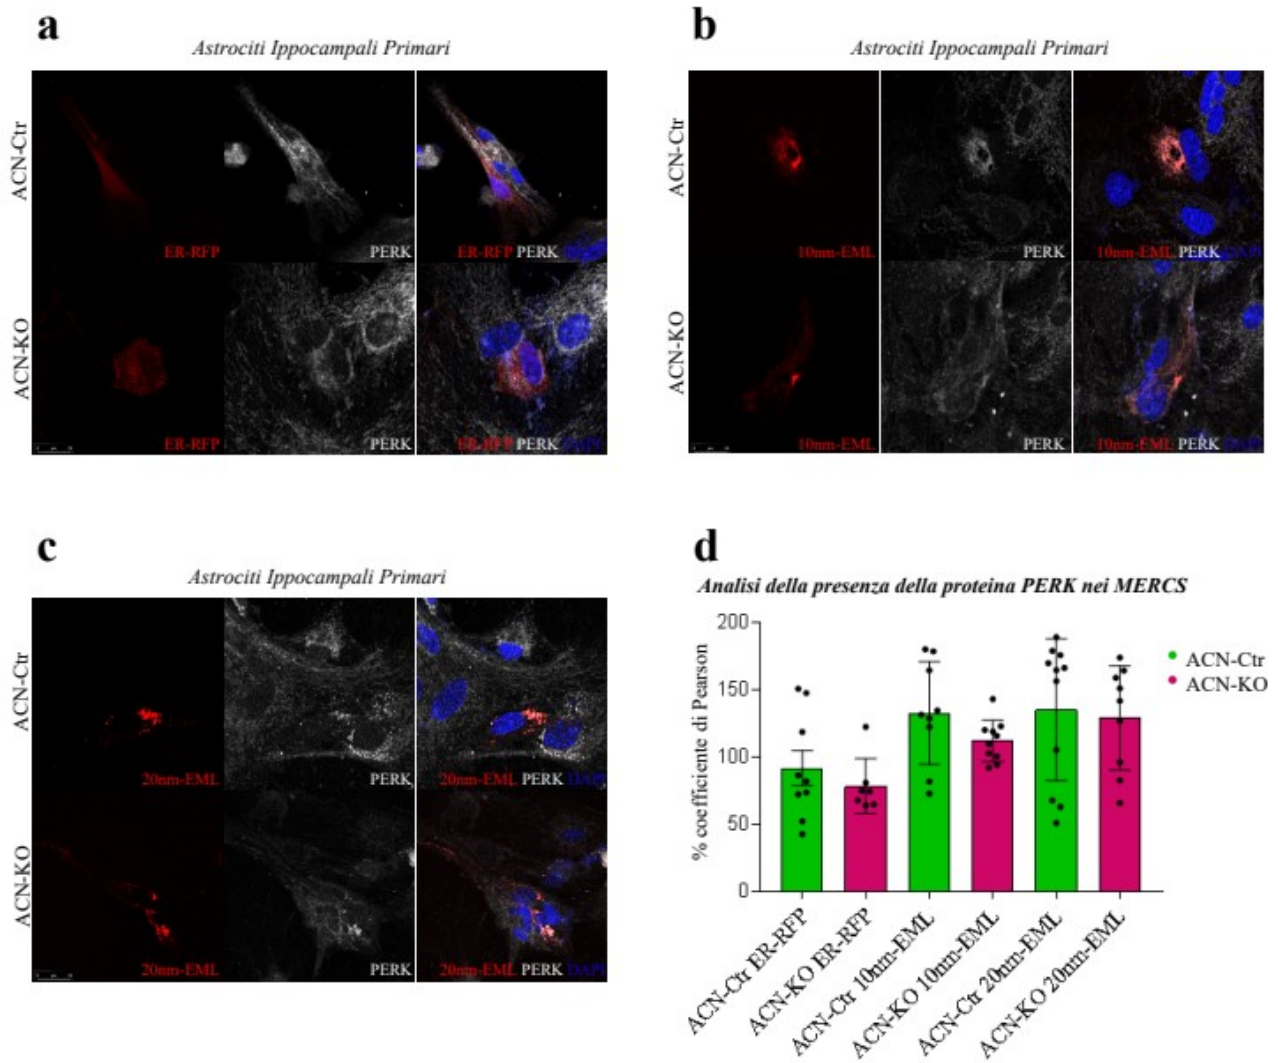 a
Astrociti Ippocampali Primari
ACN-Ctr
ER-RFP
PERK
ER-RFP PERK
ACN-KO
ER-RFP
PERK
ER-RFP PERK DAPI
b
Astrociti Ippocampali Primari
ACN-Ctr
10nm-EML
PERK
10nm-EML PERK DAPI
ACN-KO
10nm-EML
PERK
10nm-EML PERK DAPI
c
Astrociti Ippocampali Primari
ACN-Ctr
20nm-EML
PERK
20nm-EML PERK DAPI
ACN-KO
20nm-EML
PERK
20nm-EML PERK DAPI
d
Analisi della presenza della proteina PERK nei MERCS
% coefficiente di Pearson
200
150
100
50
0
ACN-Ctr ER-RFP
ACN-KO ER-RFP
ACN-Ctr 10nm-EML
ACN-KO 10nm-EML
ACN-Ctr 20nm-EML
ACN-KO 20nm-EML
ACN-Ctr
ACN-KO